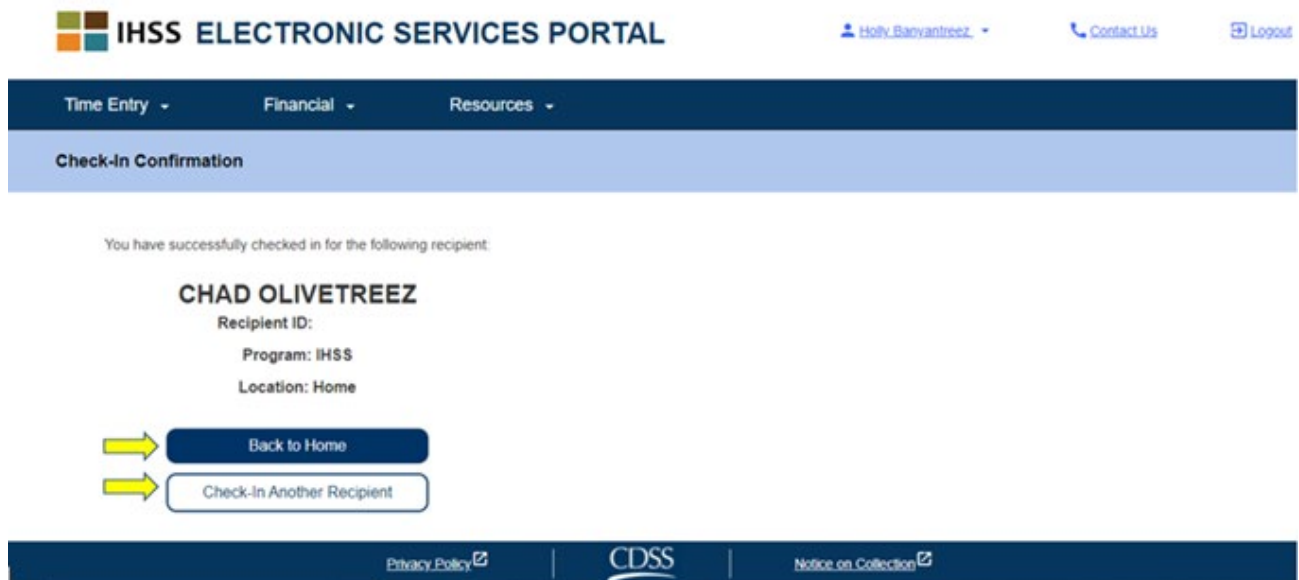 IHSS ELECTRONIC SERVICES PORTAL
Holly Banyantreez
Contact Us
Logout
Time Entry
Financial
Resources
Check-In Confirmation
You have successfully checked in for the following recipient:
CHAD OLIVETREEZ
Recipient ID:
Program: IHSS
Location: Home
Back to Home
Check-In Another Recipient
Privacy Policy
CDSS
Notice on Collection